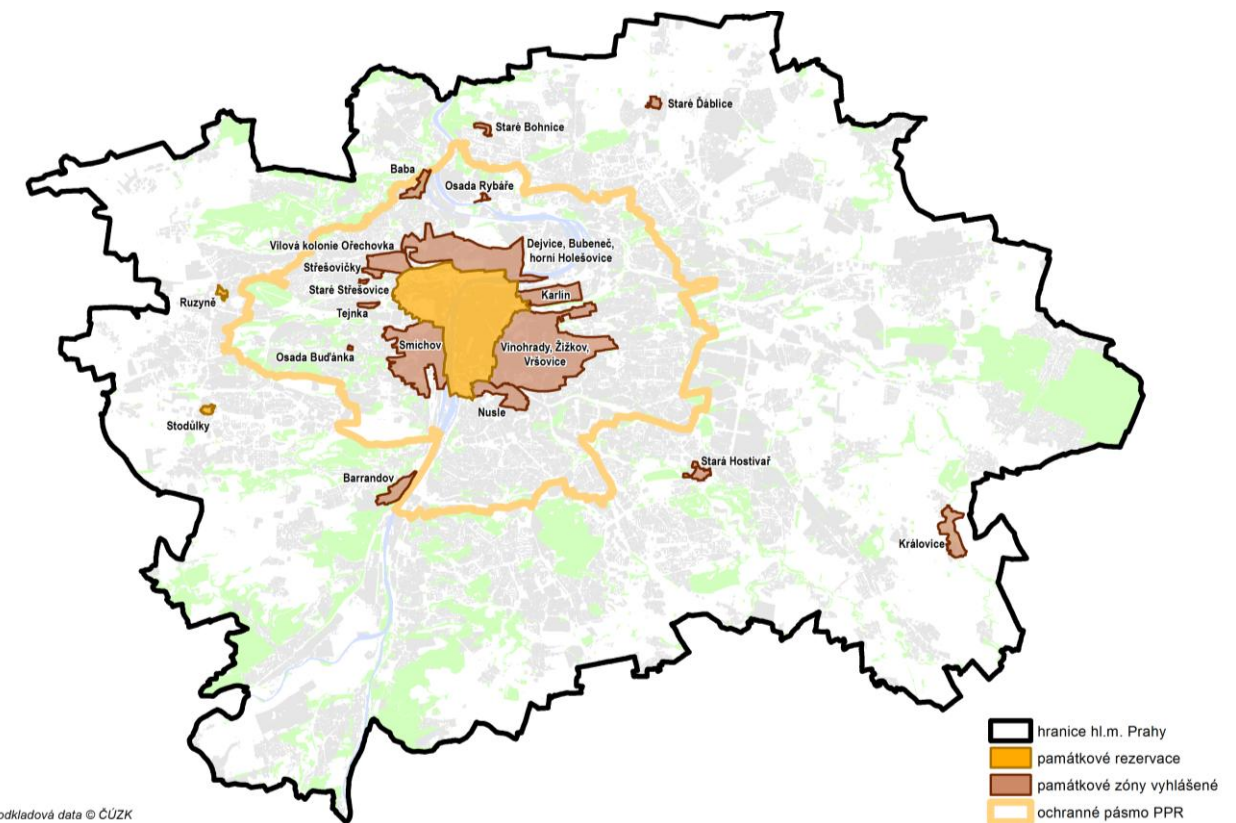 Staré Ďáblice
Staré Bohnice
Baba
Osada Rybáře
Vilová kolonie Ořechovka
Dejvice, Bubeneč,
horní Holešovice
Střešovičky
Staré Střešovice
Ruzyně
Karlín
Tejnka
Smíchov
Vinohrady, Žižkov,
Vršovice
Osada Buďánka
Nusle
Stodůlky
Stará Hostivař
Barrandov
Královice
hranice hl.m. Prahy
památkové rezervace
památkové zóny vyhlášené
ochranné pásmo PPR
odkladová data © ČÚZK